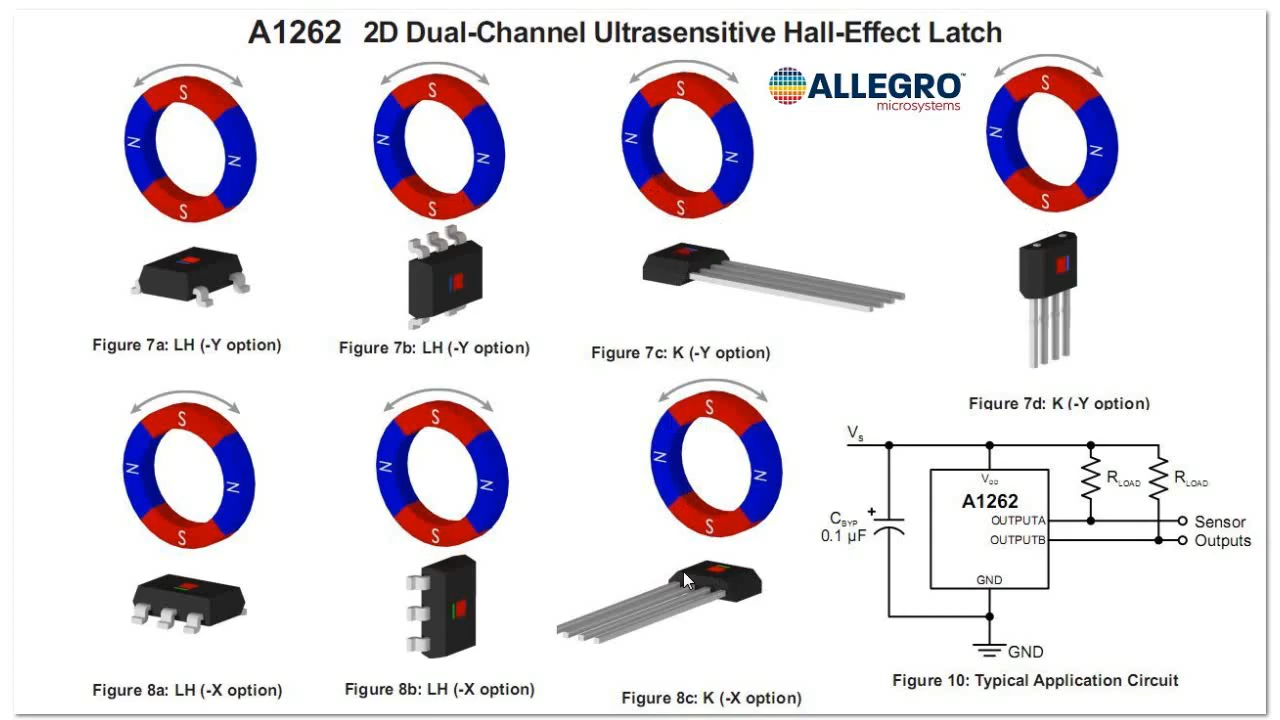 A1262 2D Dual-Channel Ultrasensitive Hall-Effect Latch
ALLEGRO™
microsystems
S
N
N
S
S
N
N
S
S
N
N
S
S
N
N
S
Figure 7a: LH (-Y option)
Figure 7b: LH (-Y option)
Figure 7c: K (-Y option)
Figure 7d: K (-Y option)
S
N
N
S
S
N
N
S
S
N
N
S
VS
VDD
A1262
RLOAD
RLOAD
CBYP
+
0.1 µF
OUTPUTA
OUTPUTB
Sensor
Outputs
GND
GND
Figure 8a: LH (-X option)
Figure 8b: LH (-X option)
Figure 8c: K (-X option)
Figure 10: Typical Application Circuit